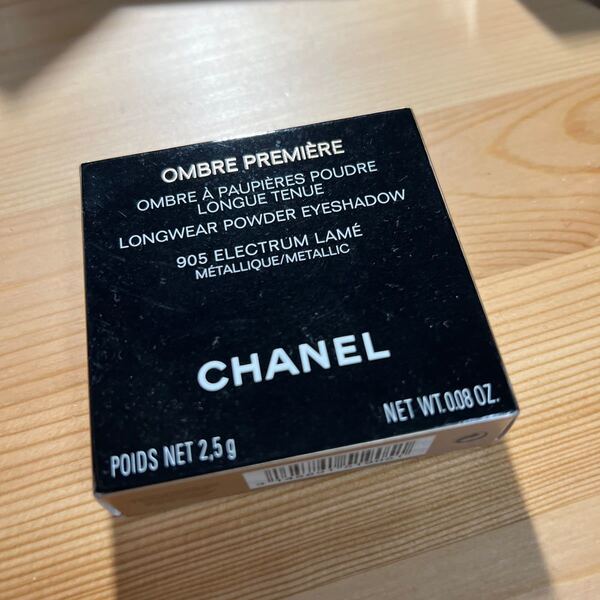 OMBRE PREMIÈRE
OMBRE À PAUPIÈRES POUDRE
LONGUE TENUE
LONGWEAR POWDER EYESHADOW
905 ELECTRUM LAMÉ
MÉTALLIQUE/METALLIC
CHANEL
POIDS NET 2,5 g
NET WT. 0.08 OZ.